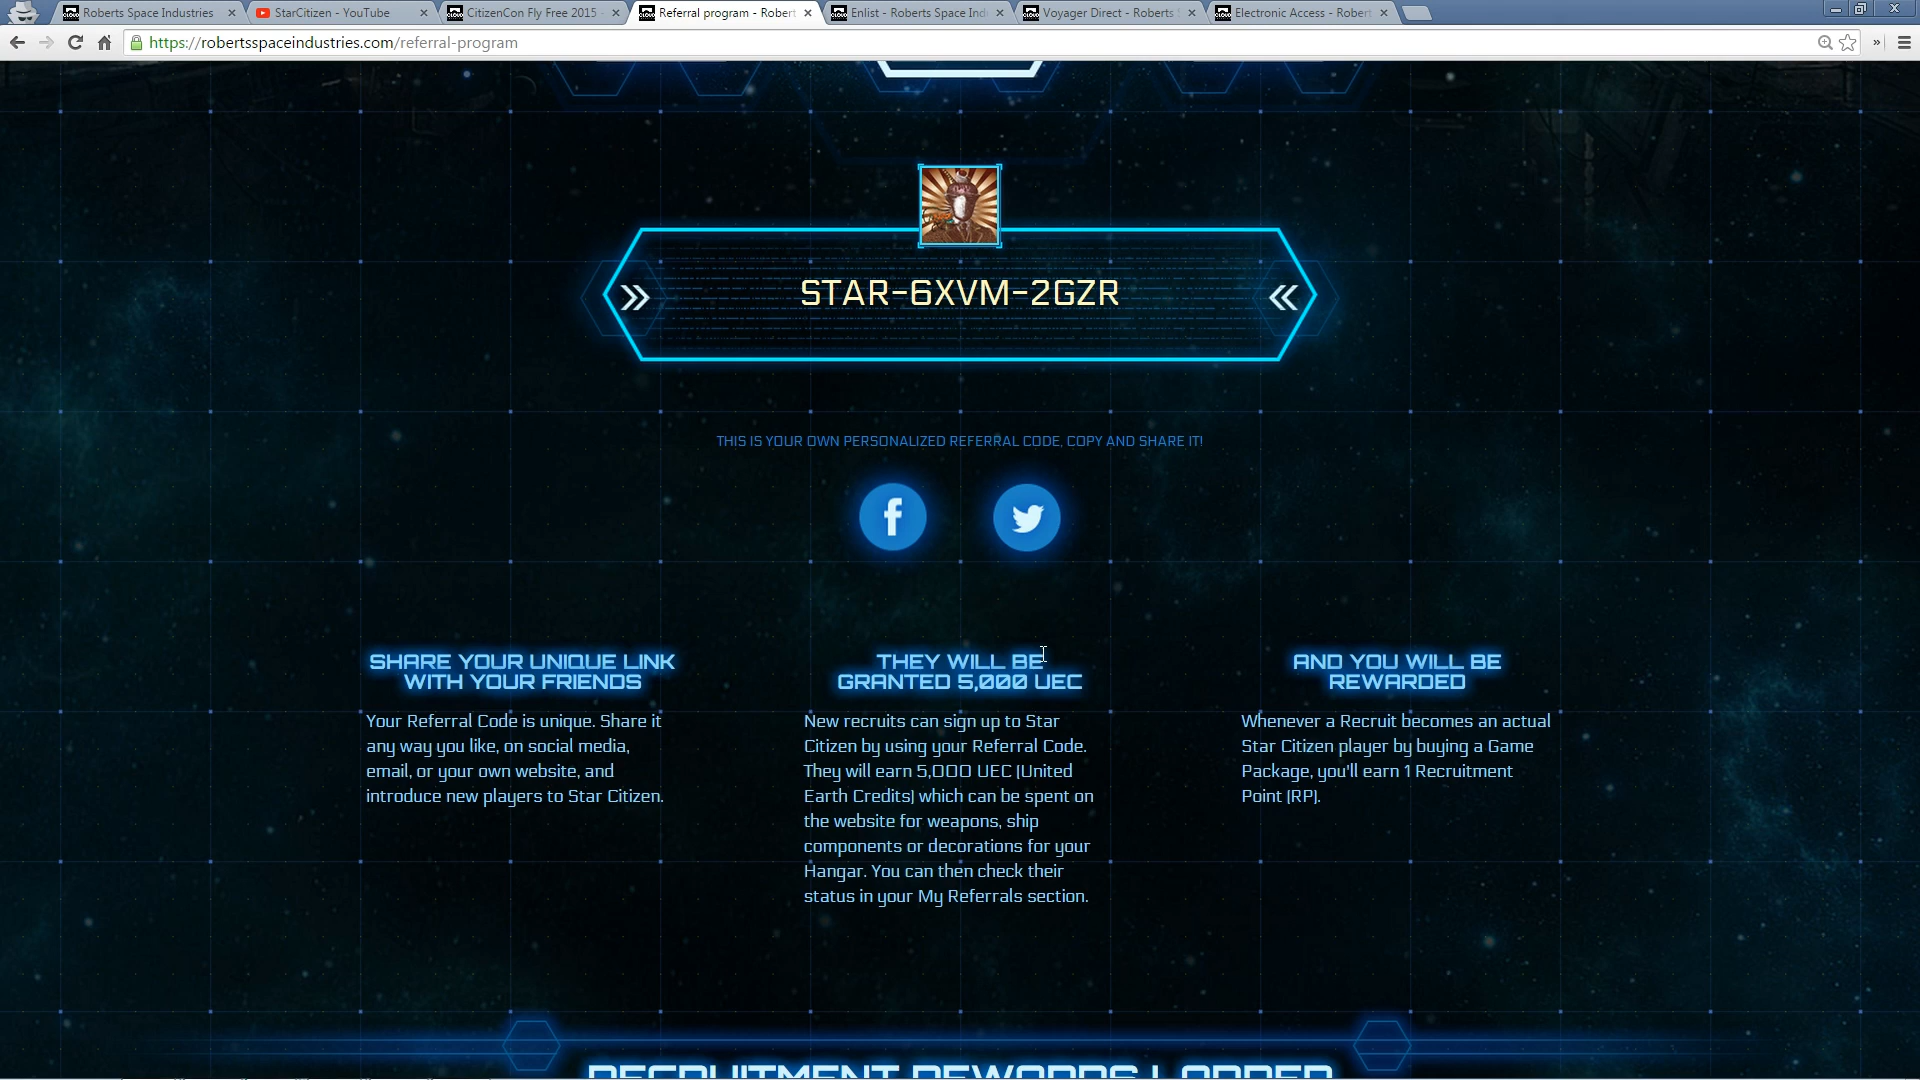 Roberts Space Industries
StarCitizen - YouTube
CitizenCon Fly Free 2015 -
Referral program - Robert
Enlist - Roberts Space Ind
Voyager Direct - Roberts
Electronic Access - Robert
https://robertsspaceindustries.com/referral-program
STAR-6XVM-2GZR
THIS IS YOUR OWN PERSONALIZED REFERRAL CODE, COPY AND SHARE IT!
SHARE YOUR UNIQUE LINK
WITH YOUR FRIENDS
Your Referral Code is unique. Share it
any way you like, on social media,
email, or your own website, and
introduce new players to Star Citizen.
THEY WILL BE
GRANTED 5,000 UEC
New recruits can sign up to Star
Citizen by using your Referral Code.
They will earn 5,000 UEC (United
Earth Credits) which can be spent on
the website for weapons, ship
components or decorations for your
Hangar. You can then check their
status in your My Referrals section.
AND YOU WILL BE
REWARDED
Whenever a Recruit becomes an actual
Star Citizen player by buying a Game
Package, you'll earn 1 Recruitment
Point (RP).
RECRUITMENT REWARDS LADDER